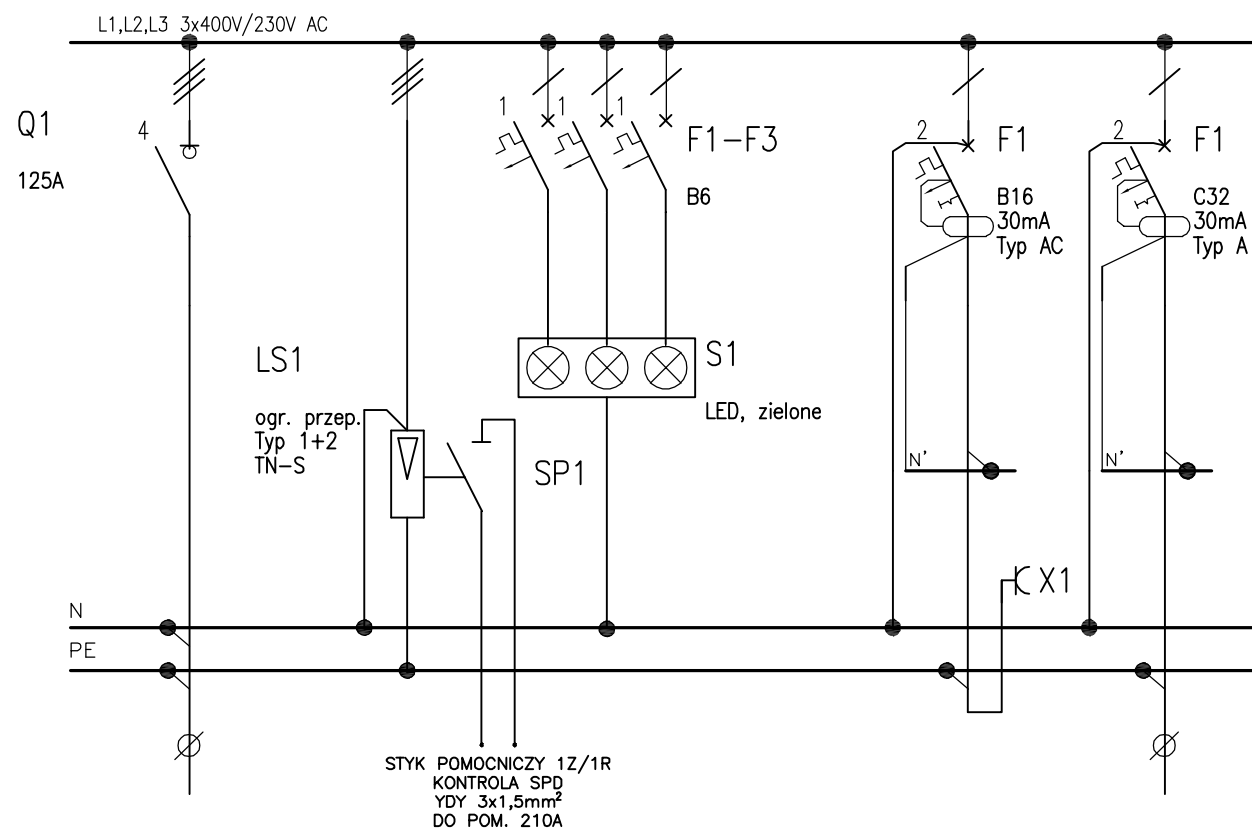 L1,L2,L3 3x400V/230V AC
Q1
125A
4
1
1
1
F1-F3
B6
2
F1
B16
30mA
Typ AC
2
F1
C32
30mA
Typ A
LS1
ogr. przep.
Typ 1+2
TN-S
SP1
S1
LED, zielone
N'
N'
X1
N
PE
STYK POMOCNICZY 1Z/1R
KONTROLA SPD
YDY 3x1,5mm²
DO POM. 210A